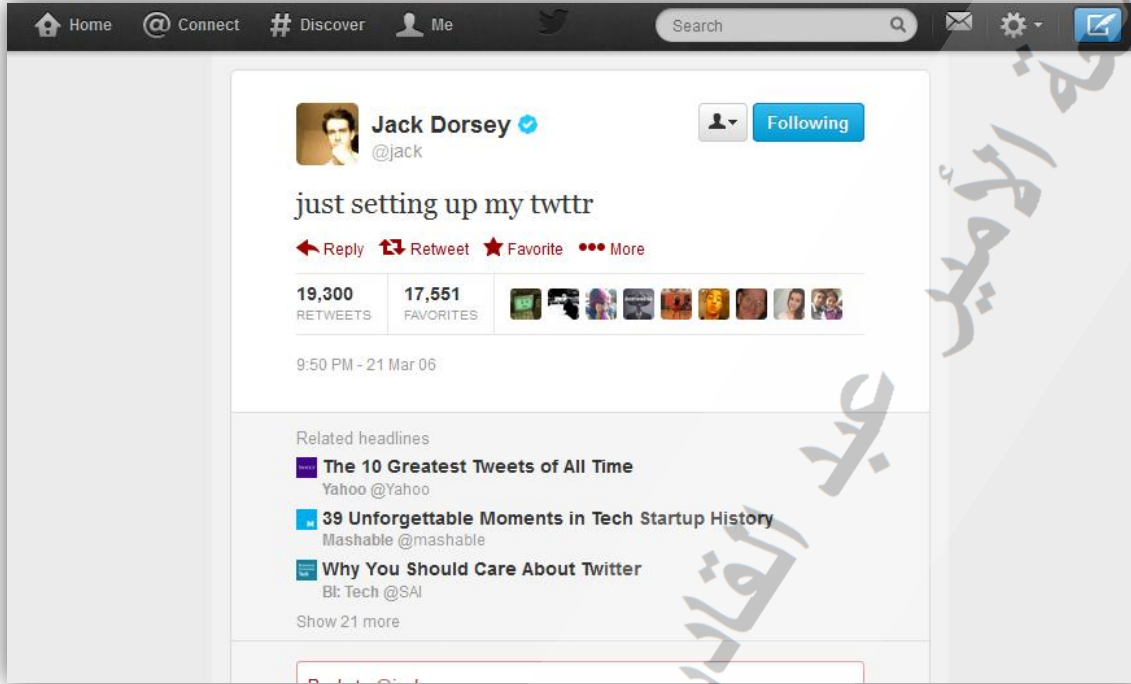 Home Connect Discover Me Search
Jack Dorsey
@jack
Following
just setting up my twttr
Reply Retweet Favorite More
19,300 17,551
RETWEETS FAVORITES
9:50 PM - 21 Mar 06
Related headlines
The 10 Greatest Tweets of All Time
Yahoo @Yahoo
39 Unforgettable Moments in Tech Startup History
Mashable @mashable
Why You Should Care About Twitter
BI: Tech @SAI
Show 21 more
الأمير
عبد